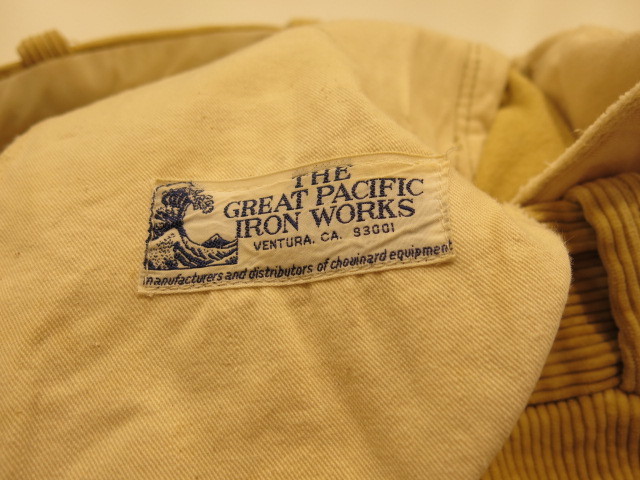 THE
GREAT PACIFIC
IRON WORKS
VENTURA, CA. 93001
manufacturers and distributors of chouinard equipment